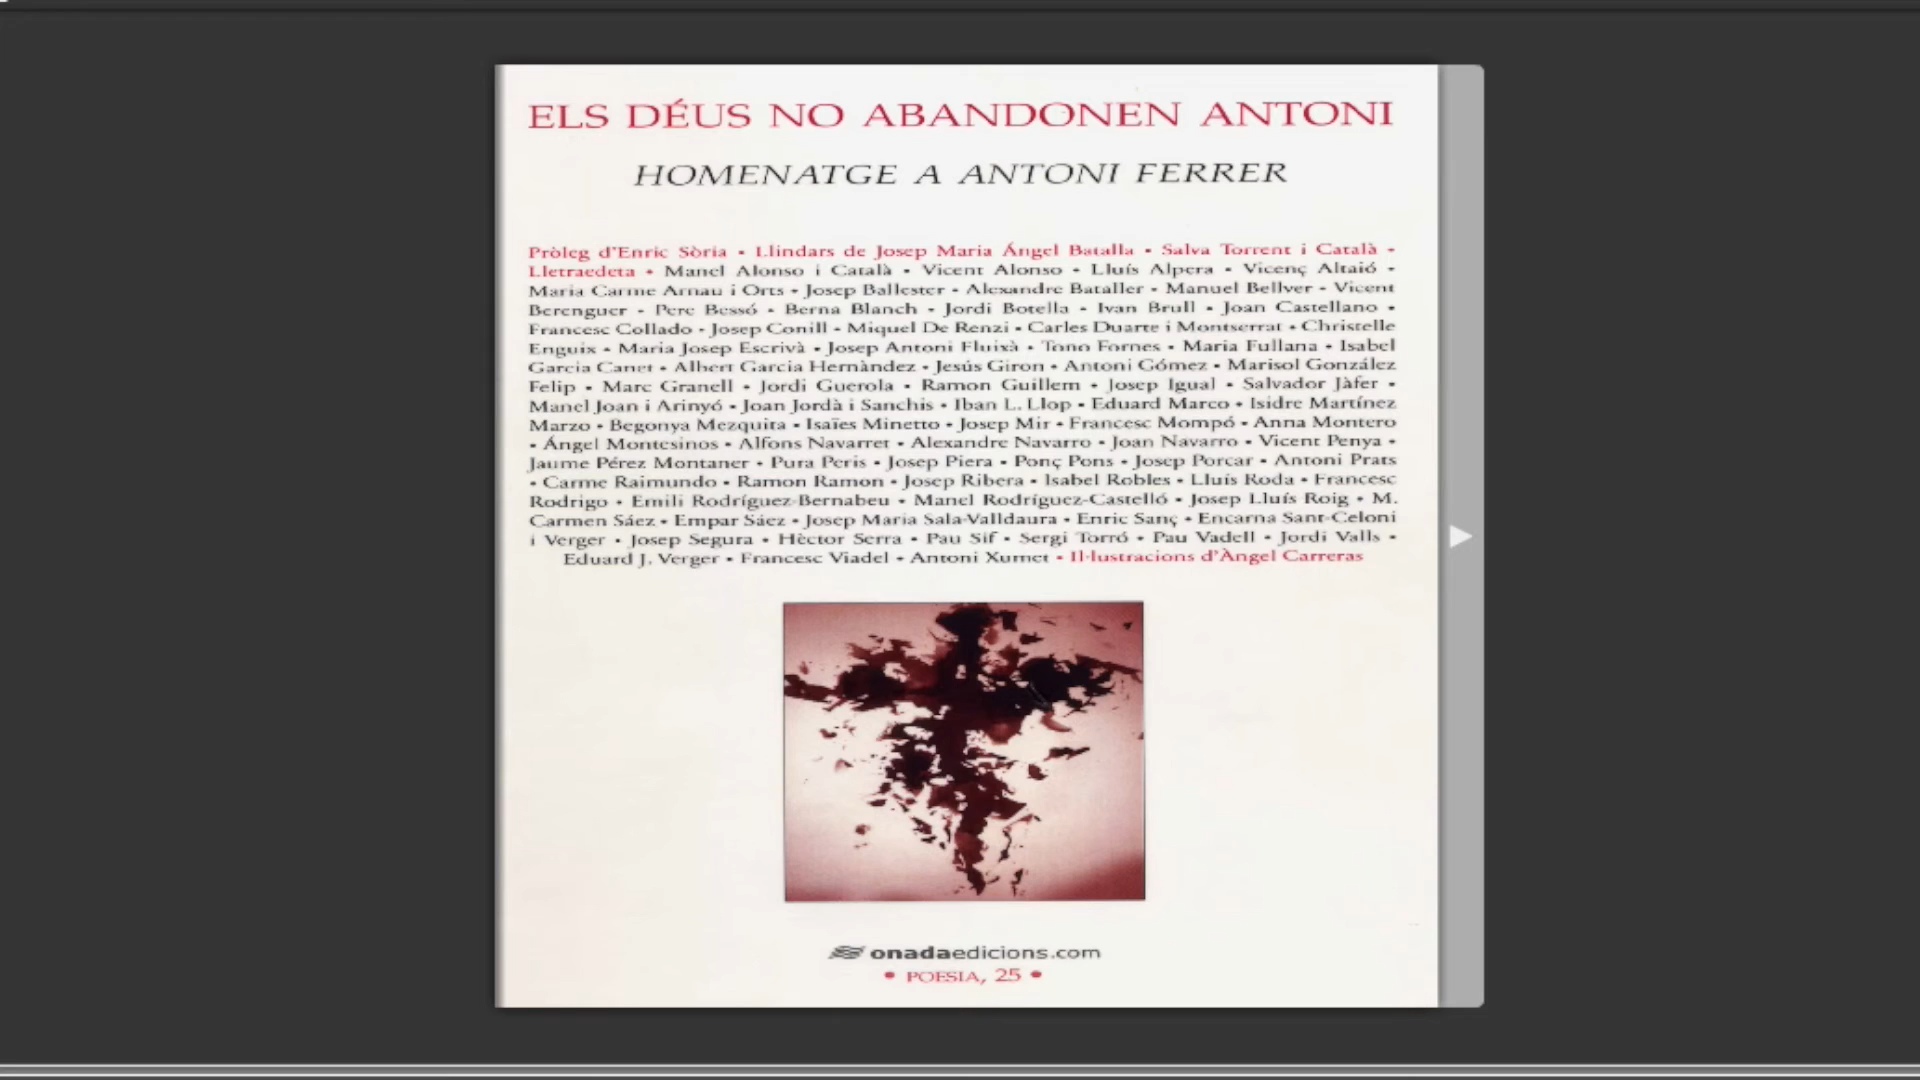 ELS DÉUS NO ABANDONEN ANTONI
HOMENATGE A ANTONI FERRER
Pròleg d'Enric Sòria • Llindars de Josep Maria Ángel Batalla • Salva Torrent i Català •
Lletraedeta • Manel Alonso i Català • Vicent Alonso • Lluís Alpera • Vicenç Altaió •
Maria Carme Arnau i Orts • Josep Ballester • Alexandre Bataller • Manuel Bellver • Vicent
Berenguer • Pere Bessó • Berna Blanch • Jordi Botella • Ivan Brull • Joan Castellano •
Francesc Collado • Josep Conill • Miquel De Renzi • Carles Duarte i Montserrat • Christelle
Enguix • Maria Josep Escrivà • Josep Antoni Fluixà • Tono Fornes • Maria Fullana • Isabel
Garcia Canet • Albert Garcia Hernàndez • Jesús Giron • Antoni Gómez • Marisol González
Felip • Marc Granell • Jordi Guerola • Ramon Guillem • Josep Igual • Salvador Jàfer •
Manel Joan i Arinyó • Joan Jordà i Sanchis • Iban L. Llop • Eduard Marco • Isidre Martínez
Marzo • Begonya Mezquita • Isaïes Minetto • Josep Mir • Francesc Mompó • Anna Montero
• Ángel Montesinos • Alfons Navarret • Alexandre Navarro • Joan Navarro • Vicent Penya •
Jaume Pérez Montaner • Pura Peris • Josep Piera • Ponç Pons • Josep Porcar • Antoni Prats
• Carme Raimundo • Ramon Ramon • Josep Ribera • Isabel Robles • Lluís Roda • Francesc
Rodrigo • Emili Rodríguez-Bernabeu • Manel Rodríguez-Castelló • Josep Lluís Roig • M.
Carmen Sáez • Empar Sáez • Josep Maria Sala-Valldaura • Enric Sanç • Encarna Sant-Celoni
i Verger • Josep Segura • Hèctor Serra • Pau Sif • Sergi Torró • Pau Vadell • Jordi Valls •
Eduard J. Verger • Francesc Viadel • Antoni Xumet • Il·lustracions d'Àngel Carreras
onadaedicions.com
• POESIA, 25 •